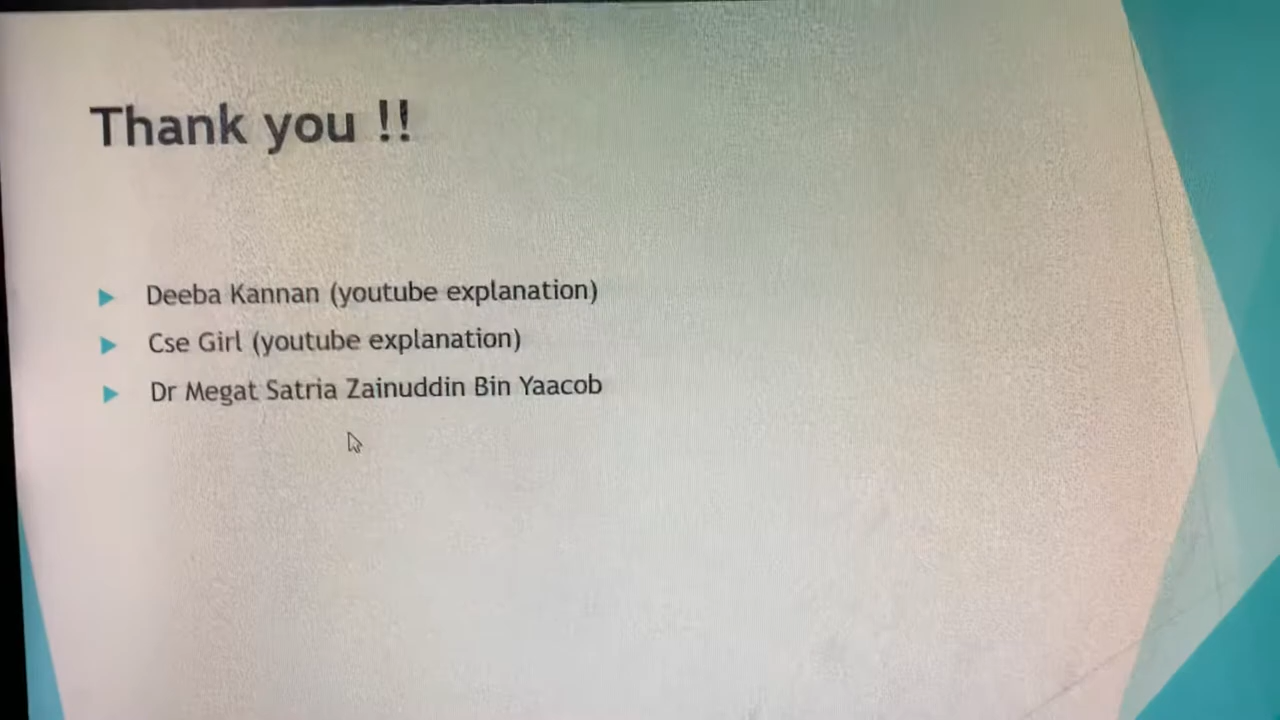 Thank you !!
Deeba Kannan (youtube explanation)
Cse Girl (youtube explanation)
Dr Megat Satria Zainuddin Bin Yaacob